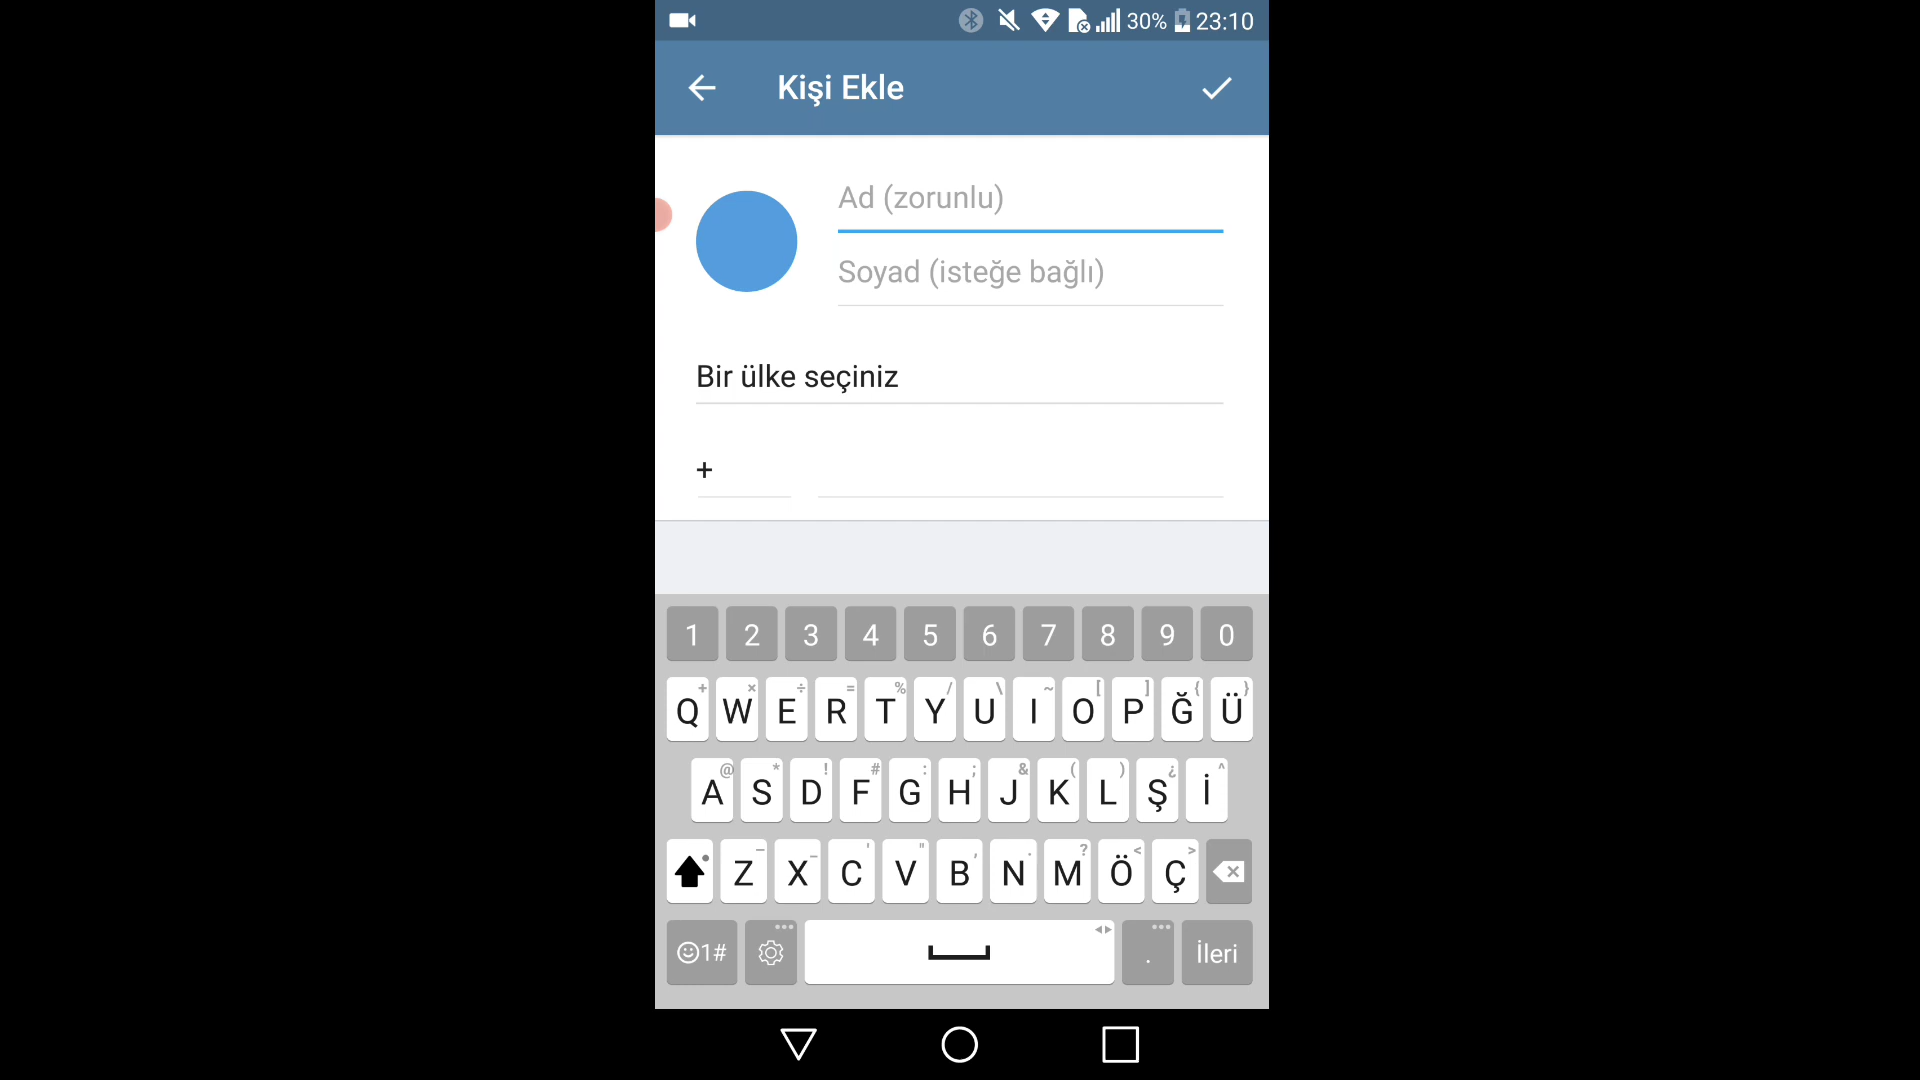 30% 23:10
Kişi Ekle
Ad (zorunlu)
Soyad (isteğe bağlı)
Bir ülke seçiniz
+
1 2 3 4 5 6 7 8 9 0
+ × ÷ = % / \ ~ [ ] { }
Q W E R T Y U I O P Ğ Ü
@ * ! # : ; & ( ) ¿ ^
A S D F G H J K L Ş İ
– _ ' " , . ? < >
Z X C V B N M Ö Ç
1# . İleri